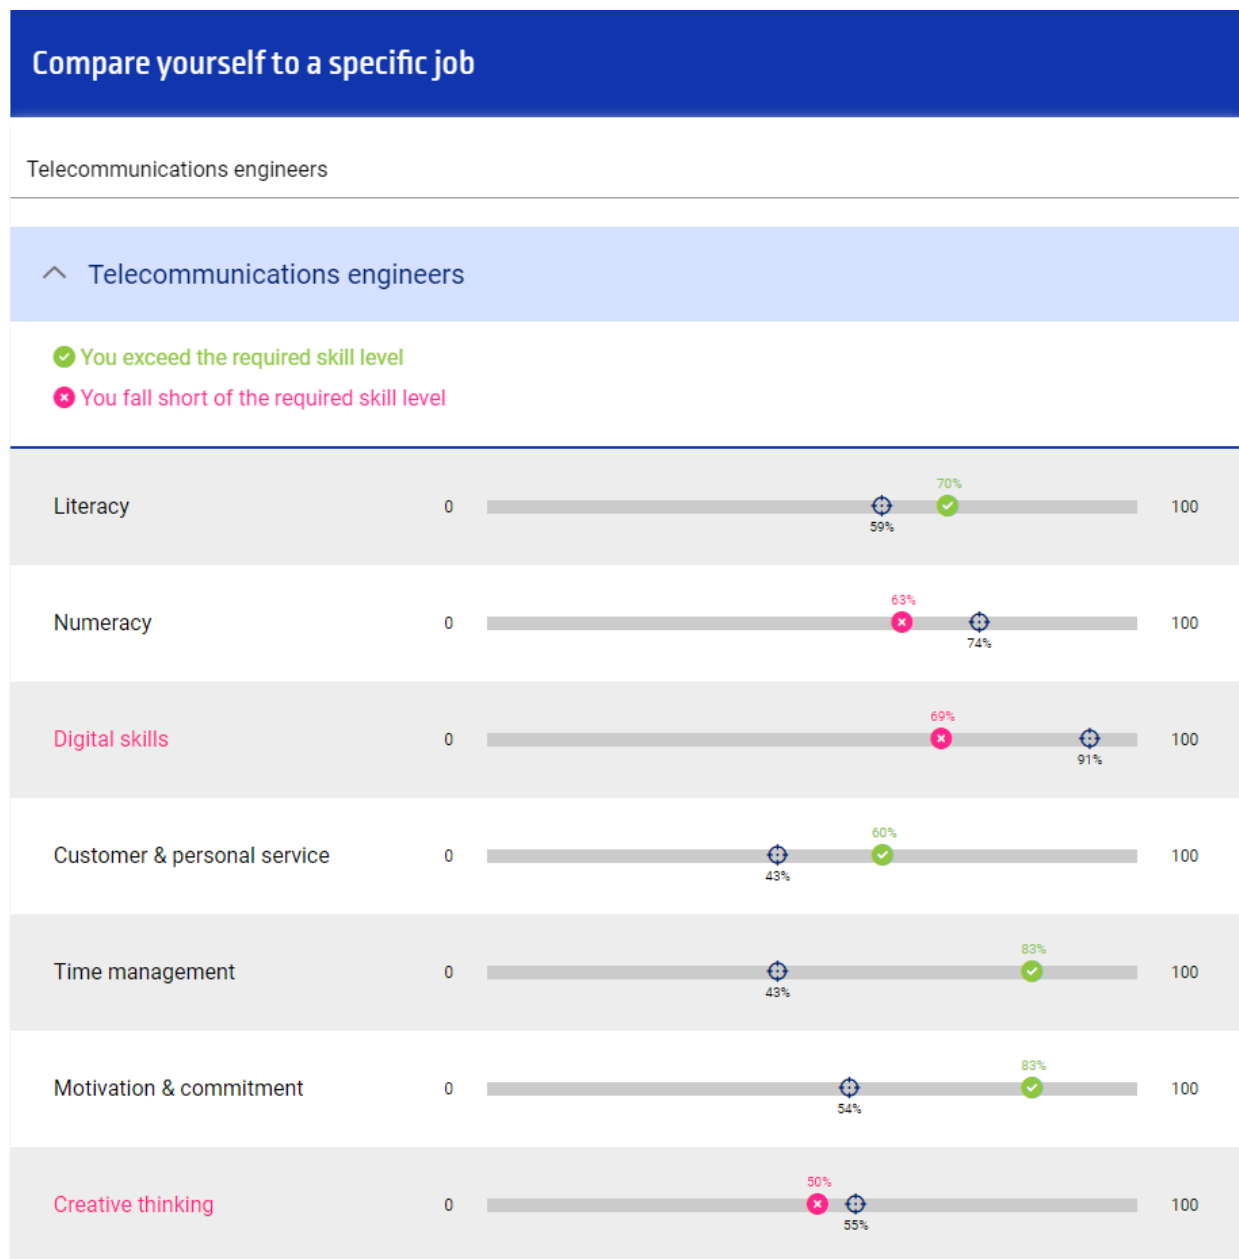 Compare yourself to a specific job
Telecommunications engineers
Telecommunications engineers
You exceed the required skill level
You fall short of the required skill level
70%
Literacy 0 100
59%
63%
Numeracy 0 100
74%
69%
Digital skills 0 100
91%
60%
Customer & personal service 0 100
43%
83%
Time management 0 100
43%
83%
Motivation & commitment 0 100
54%
50%
Creative thinking 0 100
55%